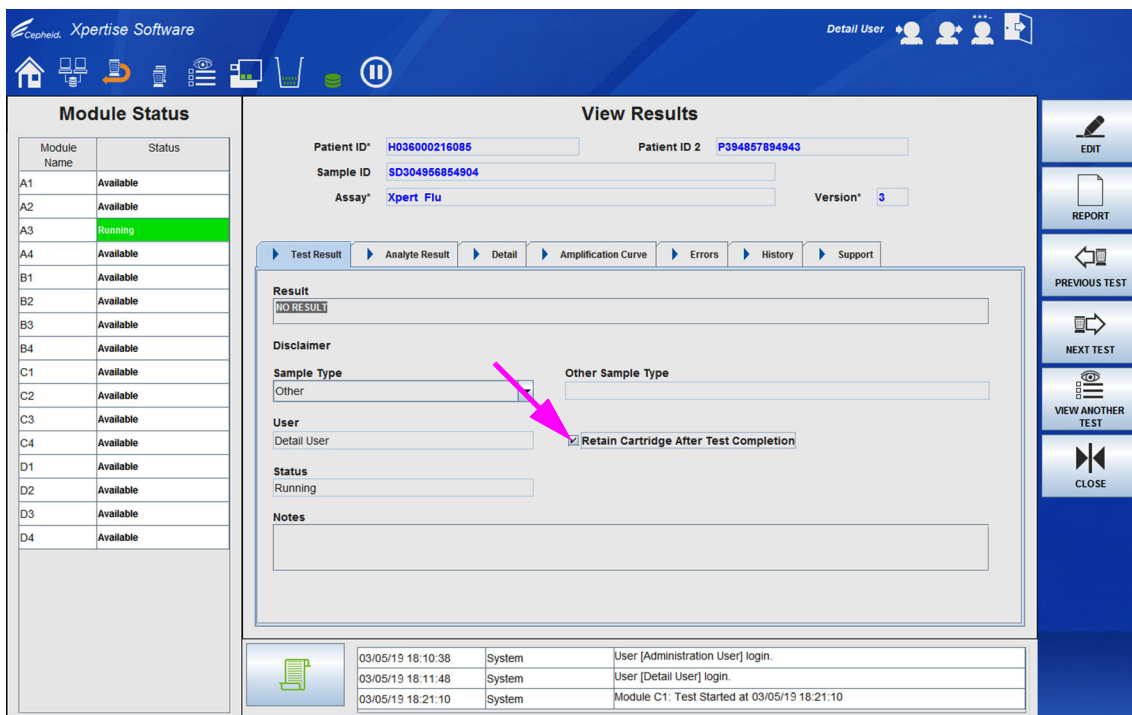 Cepheid. Xpertise Software
Detail User
Module Status
Module Name Status
A1 Available
A2 Available
A3 Running
A4 Available
B1 Available
B2 Available
B3 Available
B4 Available
C1 Available
C2 Available
C3 Available
C4 Available
D1 Available
D2 Available
D3 Available
D4 Available
View Results
Patient ID* H036000216085 Patient ID 2 P394857894943
Sample ID SD304956854904
Assay* Xpert Flu Version* 3
Test Result Analyte Result Detail Amplification Curve Errors History Support
Result
NO RESULT
Disclaimer
Sample Type Other Sample Type
Other
User
Detail User Retain Cartridge After Test Completion
Status
Running
Notes
03/05/19 18:10:38 System User [Administration User] login.
03/05/19 18:11:48 System User [Detail User] login.
03/05/19 18:21:10 System Module C1: Test Started at 03/05/19 18:21:10
EDIT
REPORT
PREVIOUS TEST
NEXT TEST
VIEW ANOTHER
TEST
CLOSE